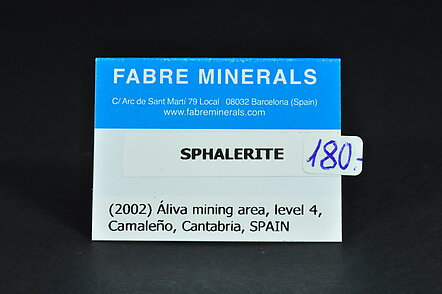 FABRE MINERALS
C/ Arc de Sant Martí 79 Local 08032 Barcelona (Spain)
www.fabreminerals.com
SPHALERITE
180.-
(2002) Áliva mining area, level 4,
Camaleño, Cantabria, SPAIN